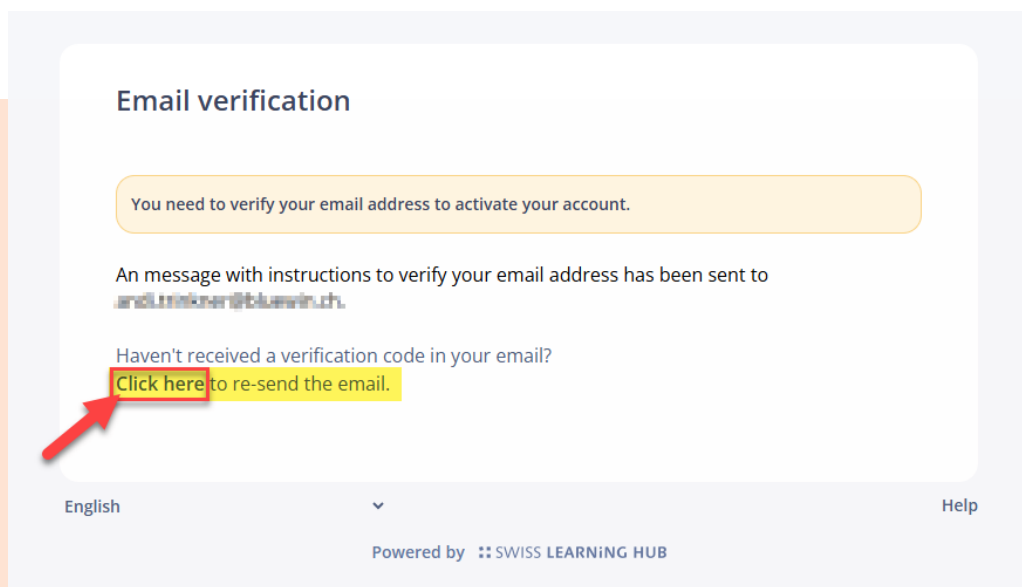 Email verification
You need to verify your email address to activate your account.
An message with instructions to verify your email address has been sent to
Haven't received a verification code in your email?
Click here to re-send the email.
English
Help
Powered by SWISS LEARNiNG HUB